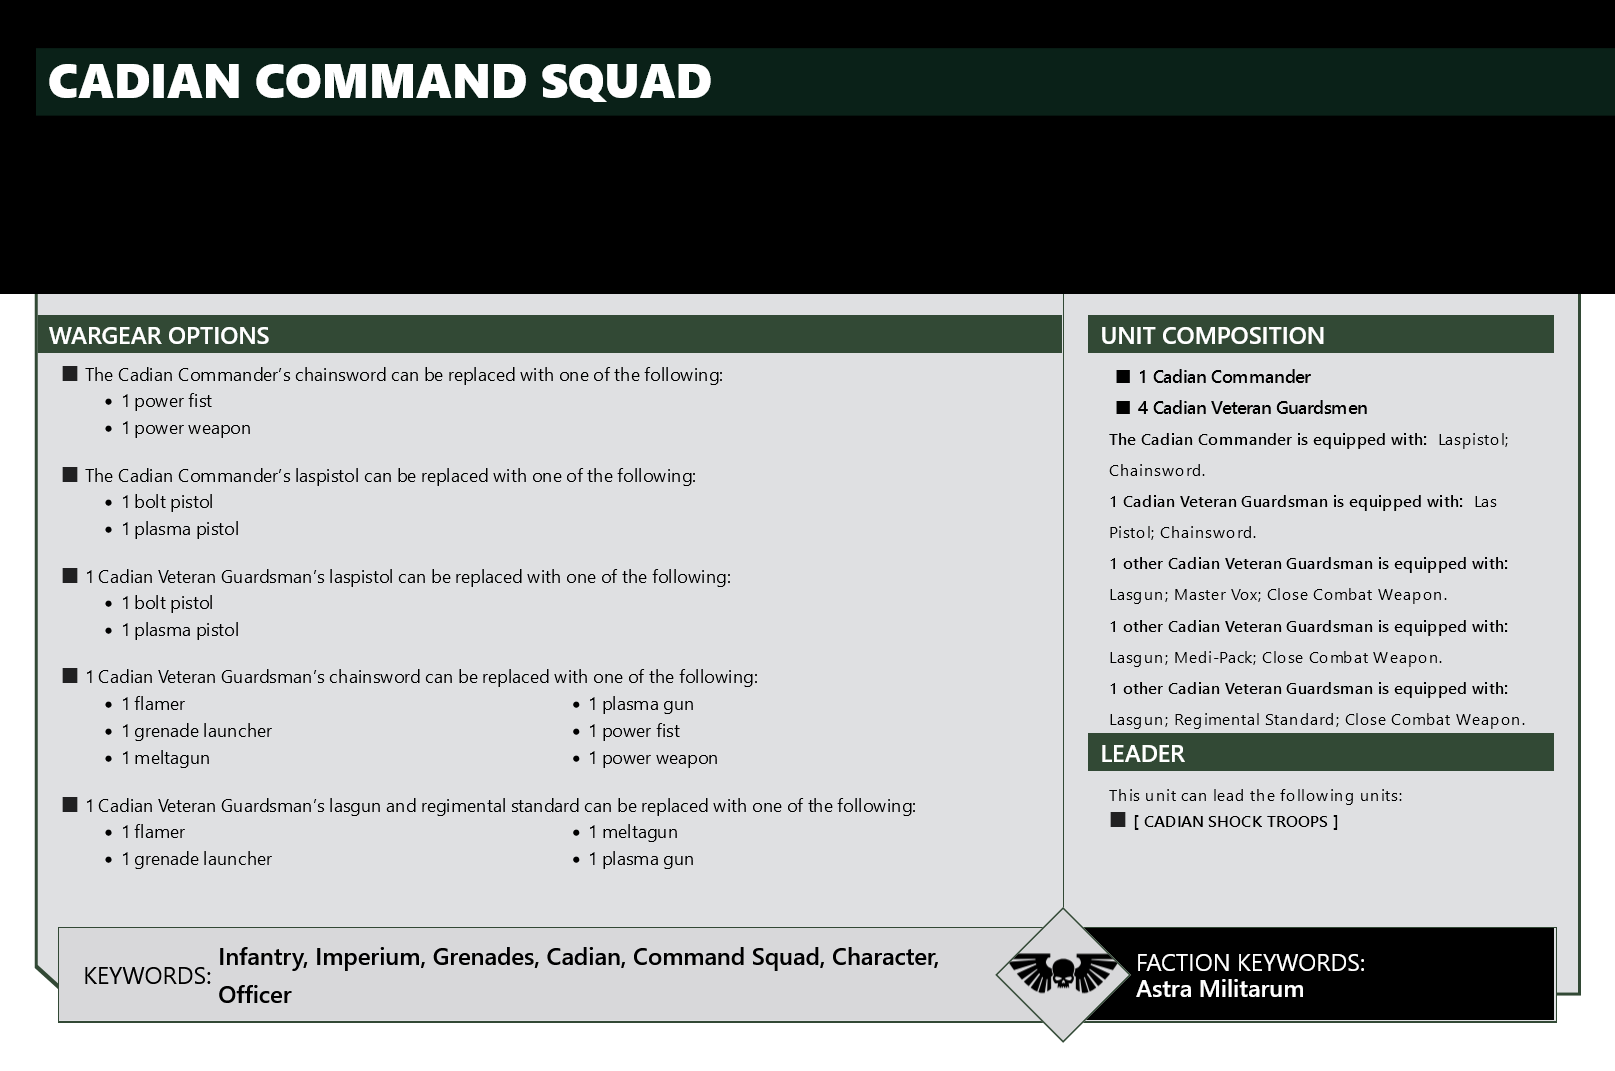 CADIAN COMMAND SQUAD
WARGEAR OPTIONS
■ The Cadian Commander's chainsword can be replaced with one of the following:
• 1 power fist
• 1 power weapon
■ The Cadian Commander's laspistol can be replaced with one of the following:
• 1 bolt pistol
• 1 plasma pistol
■ 1 Cadian Veteran Guardsman's laspistol can be replaced with one of the following:
• 1 bolt pistol
• 1 plasma pistol
■ 1 Cadian Veteran Guardsman's chainsword can be replaced with one of the following:
• 1 flamer
• 1 grenade launcher
• 1 meltagun
• 1 plasma gun
• 1 power fist
• 1 power weapon
■ 1 Cadian Veteran Guardsman's lasgun and regimental standard can be replaced with one of the following:
• 1 flamer
• 1 grenade launcher
• 1 meltagun
• 1 plasma gun
UNIT COMPOSITION
■ 1 Cadian Commander
■ 4 Cadian Veteran Guardsmen
The Cadian Commander is equipped with: Laspistol;
Chainsword.
1 Cadian Veteran Guardsman is equipped with: Las
Pistol; Chainsword.
1 other Cadian Veteran Guardsman is equipped with:
Lasgun; Master Vox; Close Combat Weapon.
1 other Cadian Veteran Guardsman is equipped with:
Lasgun; Medi-Pack; Close Combat Weapon.
1 other Cadian Veteran Guardsman is equipped with:
Lasgun; Regimental Standard; Close Combat Weapon.
LEADER
This unit can lead the following units:
■ [ CADIAN SHOCK TROOPS ]
KEYWORDS: Infantry, Imperium, Grenades, Cadian, Command Squad, Character,
Officer
FACTION KEYWORDS:
Astra Militarum